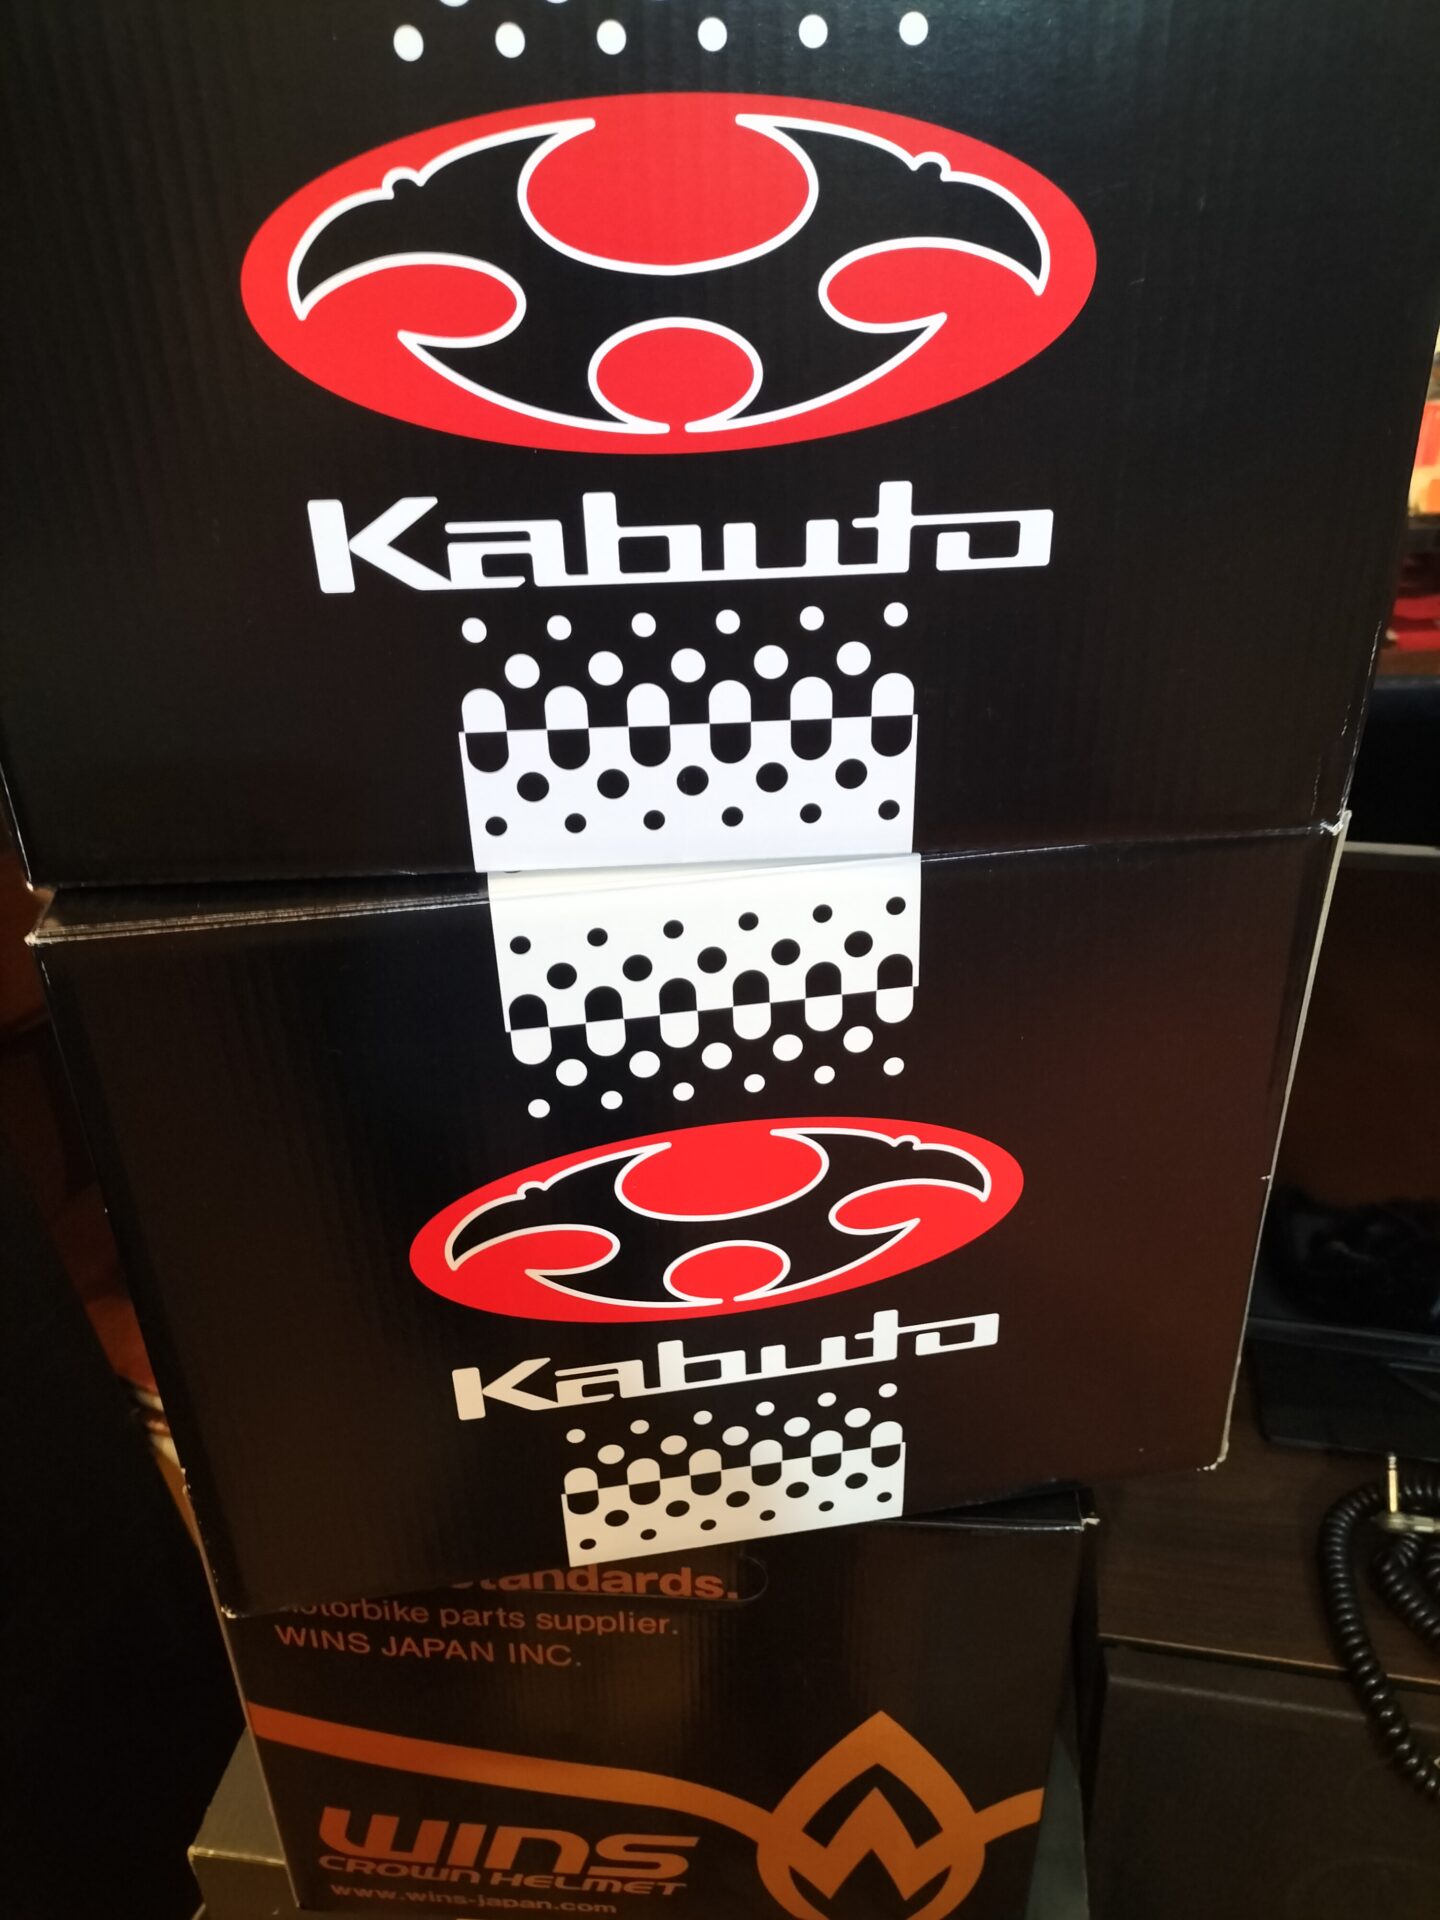 Kabuto
Kabuto
standards.
motorbike parts supplier.
WINS JAPAN INC.
WINS
CROWN HELMET
www.wins-japan.com